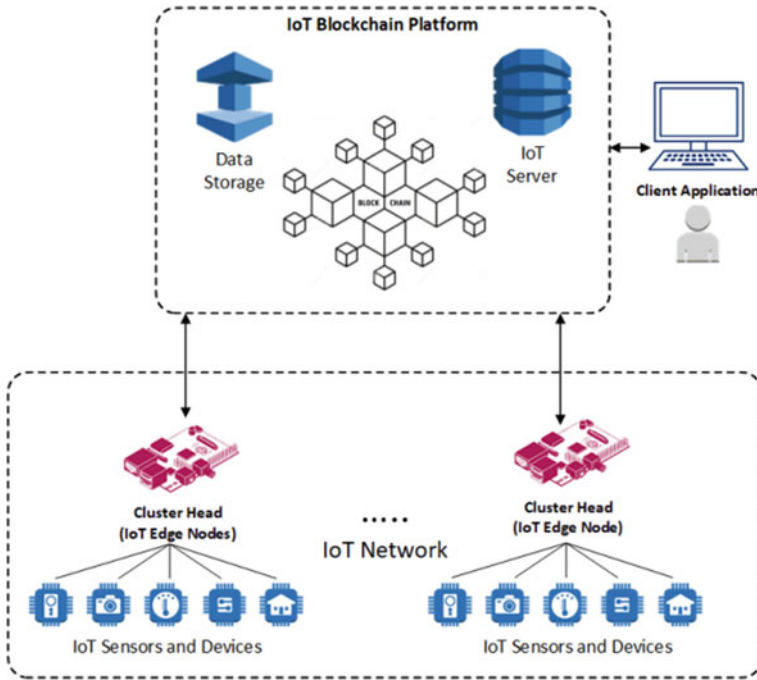 IoT Blockchain Platform
Data
Storage
IoT
Server
BLOCK
CHAIN
Client Application
Cluster Head
(IoT Edge Nodes)
.....
IoT Network
Cluster Head
(IoT Edge Node)
IoT Sensors and Devices
IoT Sensors and Devices